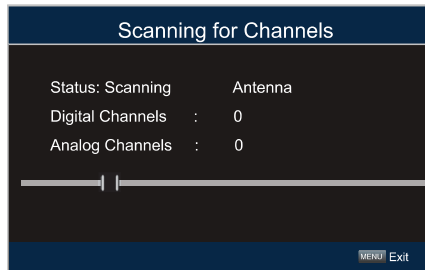 Scanning for Channels
Status: Scanning Antenna
Digital Channels : 0
Analog Channels : 0
MENU Exit